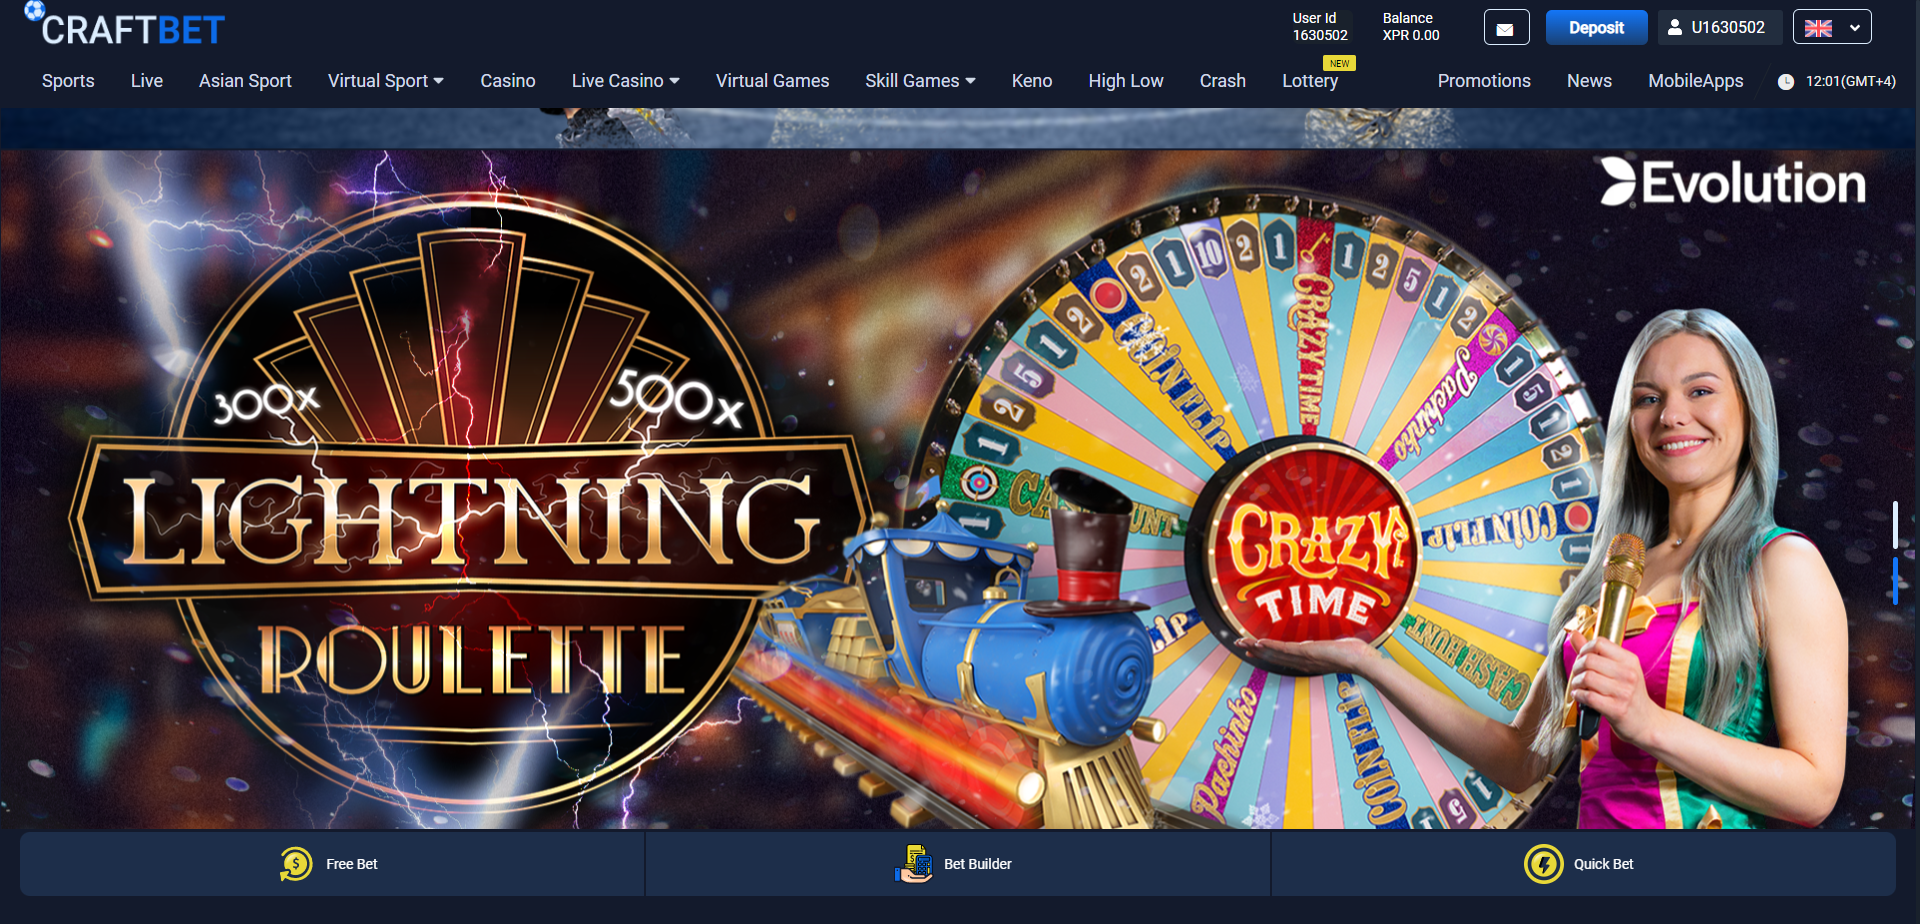 CRAFTBET
User Id
1630502
Balance
XPR 0.00
Deposit
U1630502
NEW
Sports Live Asian Sport Virtual Sport Casino Live Casino Virtual Games Skill Games Keno High Low Crash Lottery Promotions News MobileApps 12:01(GMT+4)
Evolution
300x
500x
LIGHTNING
ROULETTE
1
5
2
1
2
COIN FLIP
2
1
10
2
1
CRAZY TIME
1
2
5
1
2
Pachinko
1
5
1
2
1
COIN FLIP
1
CASH HUNT
1
5
COIN FLIP
Pachinko
1
2
CRAZY
TIME
Free Bet
Bet Builder
Quick Bet